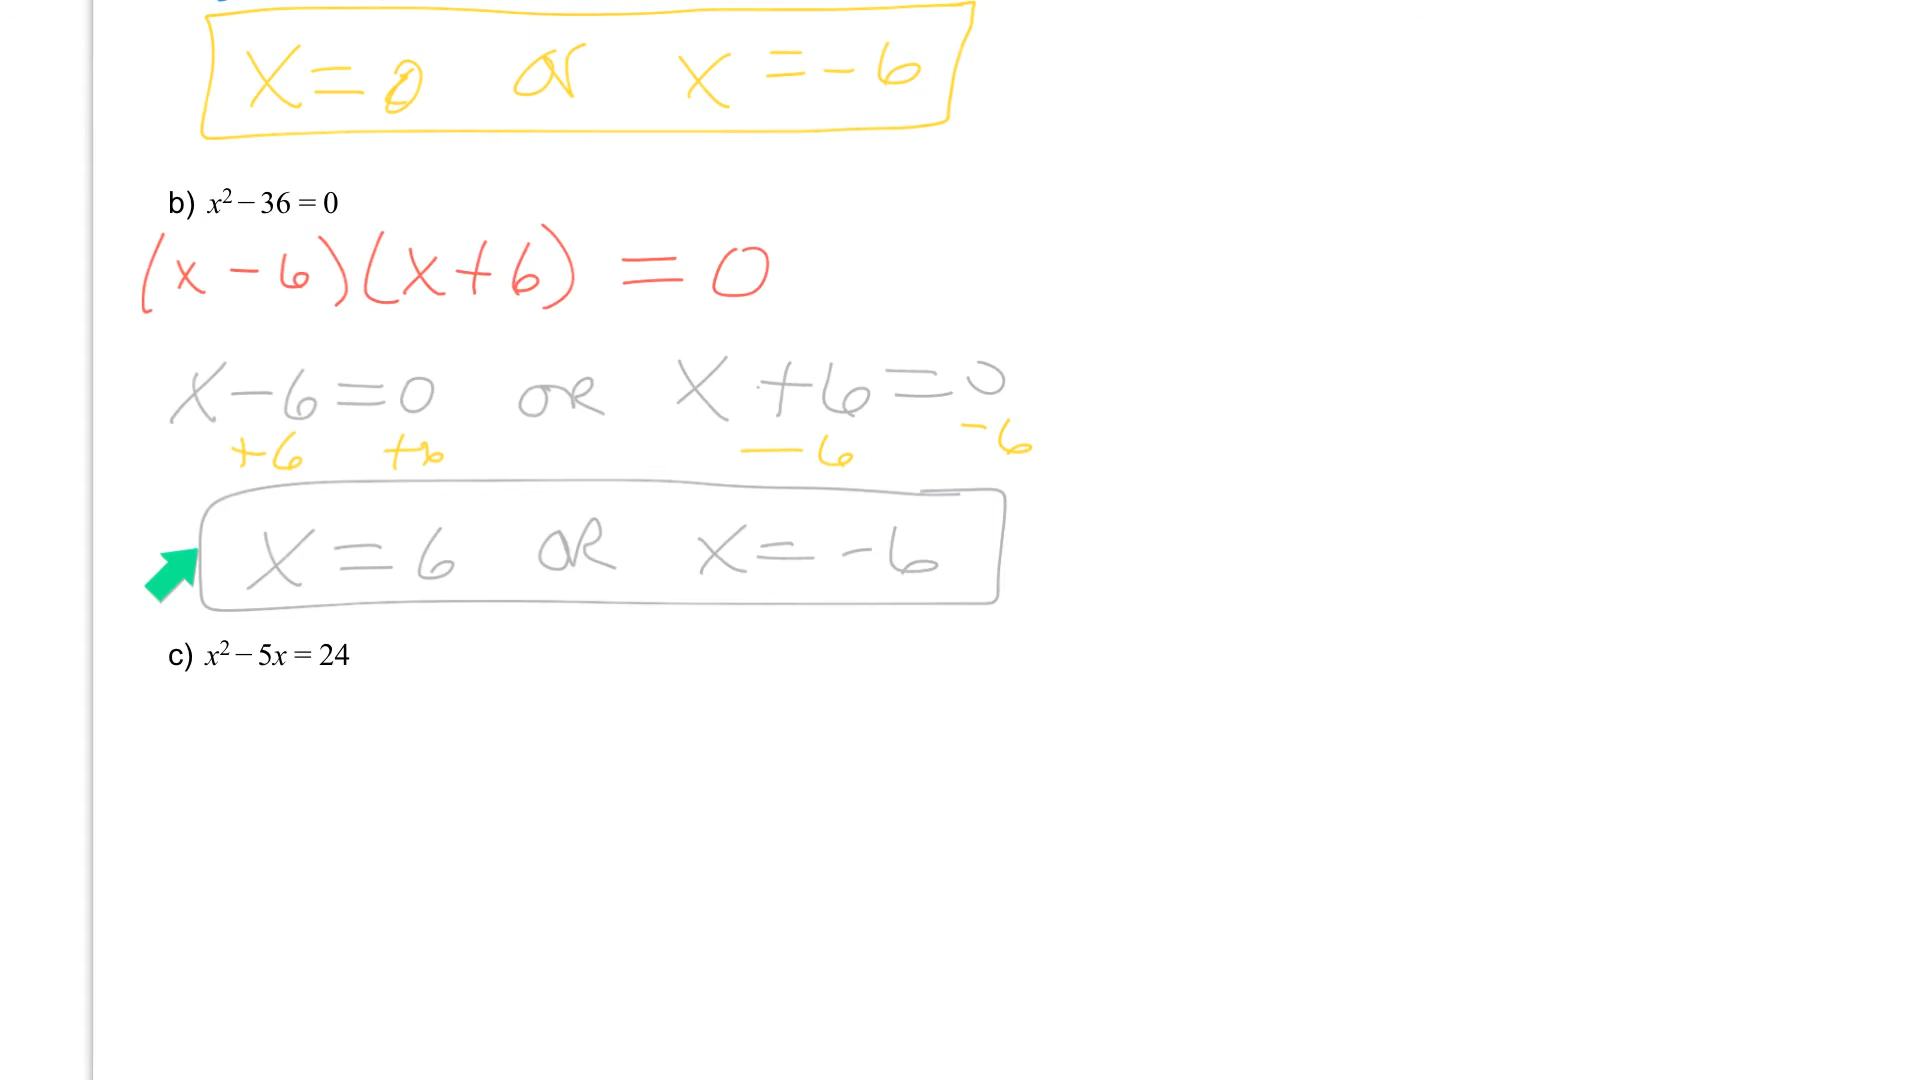 x = 0 or x = -6
b) x² – 36 = 0
(x - 6)(x + 6) = 0
x - 6 = 0 OR x + 6 = 0
+6 +6 -6 -6
x = 6 OR x = -6
c) x² – 5x = 24